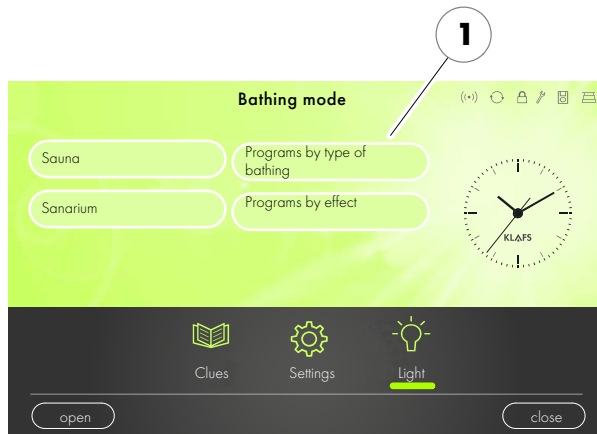 1
Bathing mode
Sauna
Programs by type of
bathing
Sanarium
Programs by effect
KLAFS
Clues
Settings
Light
open
close